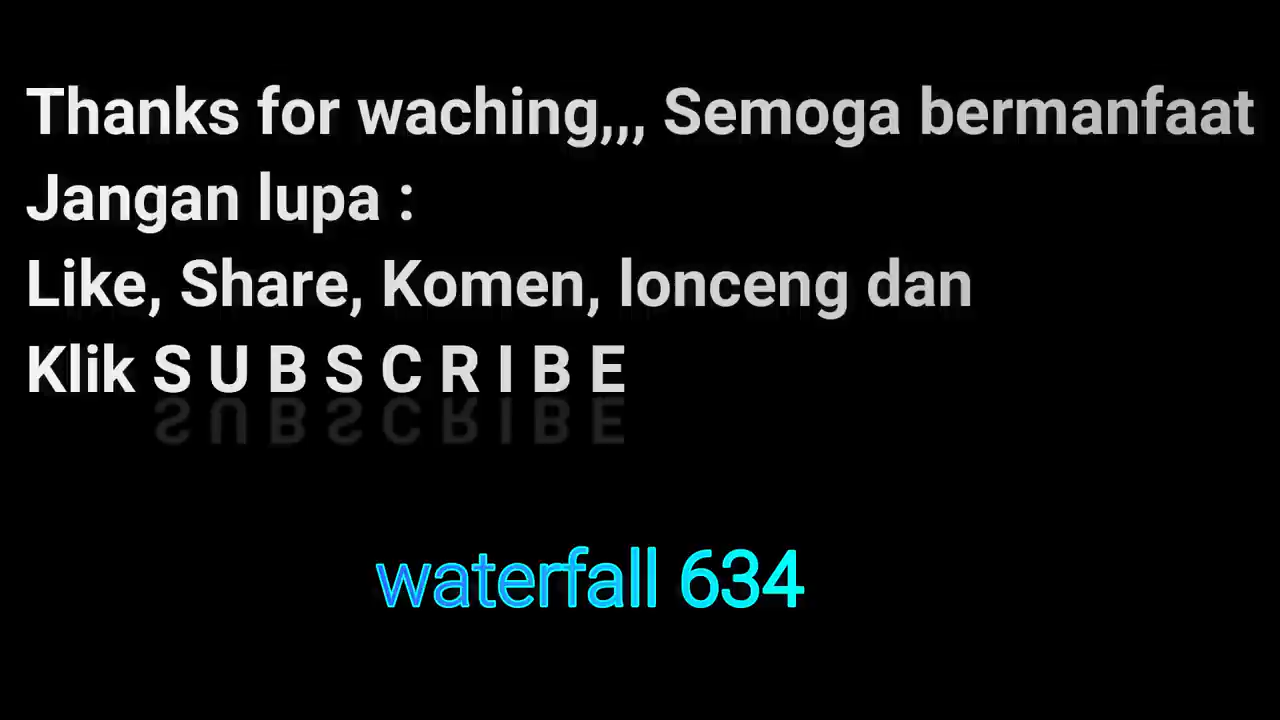 Thanks for waching,,, Semoga bermanfaat
Jangan lupa :
Like, Share, Komen, lonceng dan
Klik S U B S C R I B E
waterfall 634